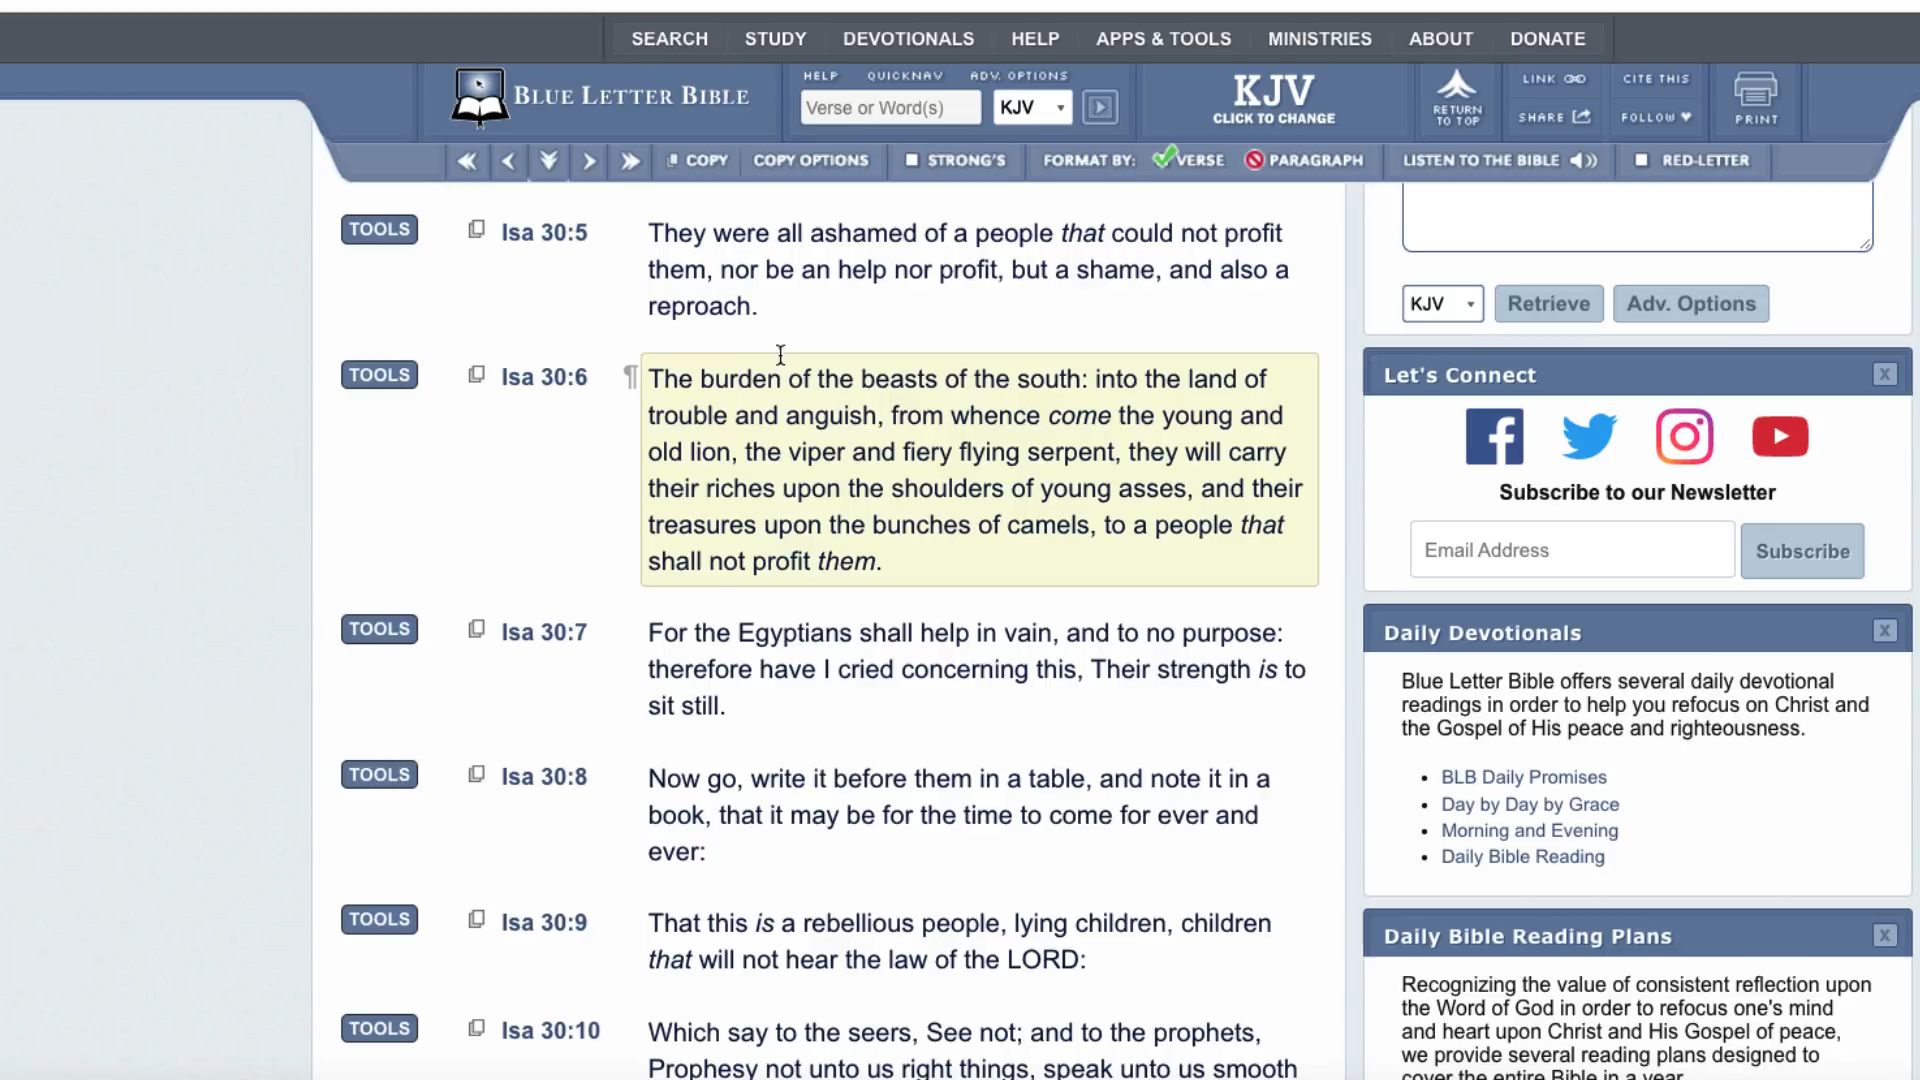 SEARCH STUDY DEVOTIONALS HELP APPS & TOOLS MINISTRIES ABOUT DONATE
BLUE LETTER BIBLE
HELP QUICKNAV ADV. OPTIONS
Verse or Word(s) KJV
KJV
CLICK TO CHANGE
RETURN
TO TOP
LINK
SHARE
CITE THIS
FOLLOW
PRINT
COPY COPY OPTIONS STRONG'S FORMAT BY: VERSE PARAGRAPH LISTEN TO THE BIBLE RED-LETTER
TOOLS Isa 30:5 They were all ashamed of a people that could not profit
them, nor be an help nor profit, but a shame, and also a
reproach.
TOOLS Isa 30:6 ¶ The burden of the beasts of the south: into the land of
trouble and anguish, from whence come the young and
old lion, the viper and fiery flying serpent, they will carry
their riches upon the shoulders of young asses, and their
treasures upon the bunches of camels, to a people that
shall not profit them.
TOOLS Isa 30:7 For the Egyptians shall help in vain, and to no purpose:
therefore have I cried concerning this, Their strength is to
sit still.
TOOLS Isa 30:8 Now go, write it before them in a table, and note it in a
book, that it may be for the time to come for ever and
ever:
TOOLS Isa 30:9 That this is a rebellious people, lying children, children
that will not hear the law of the LORD:
TOOLS Isa 30:10 Which say to the seers, See not; and to the prophets,
Prophesy not unto us right things, speak unto us smooth
KJV Retrieve Adv. Options
Let's Connect X
Subscribe to our Newsletter
Email Address Subscribe
Daily Devotionals X
Blue Letter Bible offers several daily devotional
readings in order to help you refocus on Christ and
the Gospel of His peace and righteousness.
• BLB Daily Promises
• Day by Day by Grace
• Morning and Evening
• Daily Bible Reading
Daily Bible Reading Plans X
Recognizing the value of consistent reflection upon
the Word of God in order to refocus one's mind
and heart upon Christ and His Gospel of peace,
we provide several reading plans designed to
cover the entire Bible in a year.